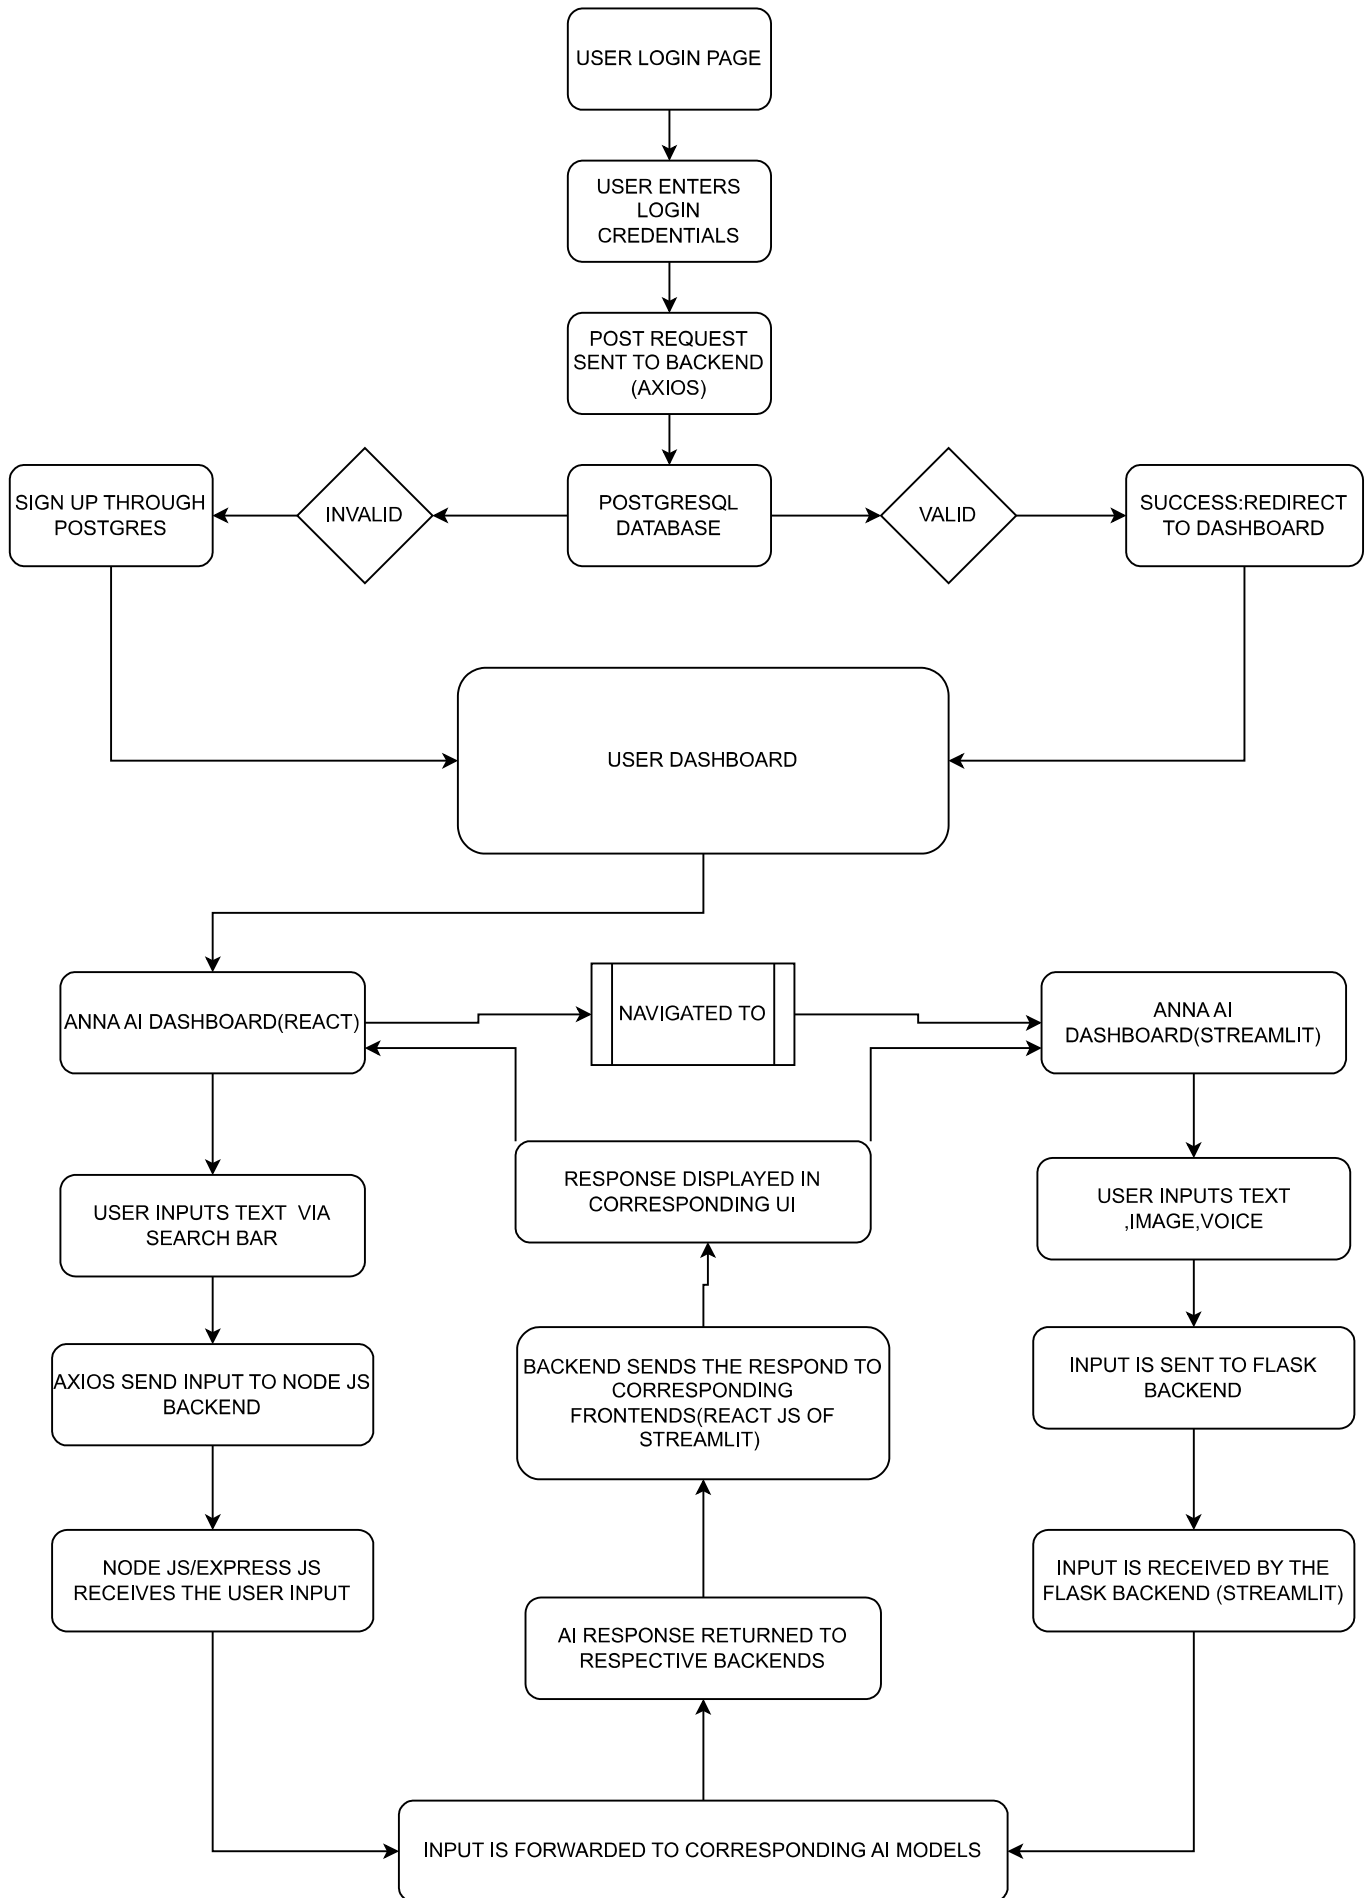 USER LOGIN PAGE
USER ENTERS
LOGIN
CREDENTIALS
POST REQUEST
SENT TO BACKEND
(AXIOS)
SIGN UP THROUGH
POSTGRES
INVALID
POSTGRESQL
DATABASE
VALID
SUCCESS:REDIRECT
TO DASHBOARD
USER DASHBOARD
ANNA AI DASHBOARD(REACT)
NAVIGATED TO
ANNA AI
DASHBOARD(STREAMLIT)
USER INPUTS TEXT  VIA
SEARCH BAR
RESPONSE DISPLAYED IN
CORRESPONDING UI
USER INPUTS TEXT
,IMAGE,VOICE
AXIOS SEND INPUT TO NODE JS
BACKEND
BACKEND SENDS THE RESPOND TO
CORRESPONDING
FRONTENDS(REACT JS OF
STREAMLIT)
INPUT IS SENT TO FLASK
BACKEND
NODE JS/EXPRESS JS
RECEIVES THE USER INPUT
AI RESPONSE RETURNED TO
RESPECTIVE BACKENDS
INPUT IS RECEIVED BY THE
FLASK BACKEND (STREAMLIT)
INPUT IS FORWARDED TO CORRESPONDING AI MODELS